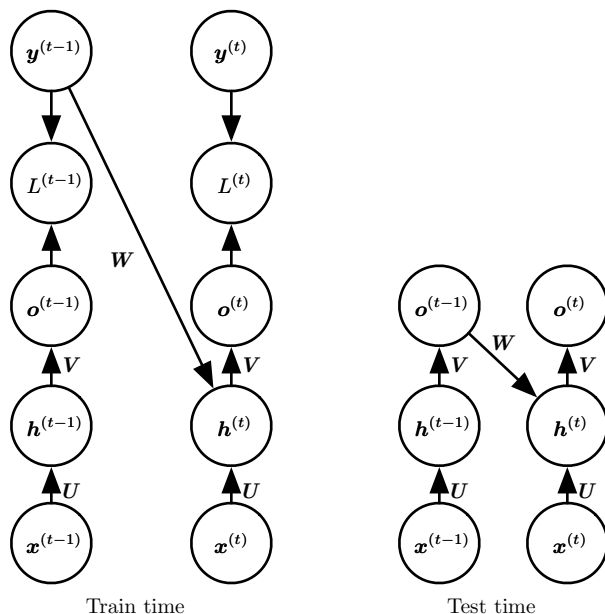 y^(t−1) y^(t)
L^(t−1) L^(t)
W
o^(t−1) o^(t) o^(t−1) o^(t)
W
V V V V
h^(t−1) h^(t) h^(t−1) h^(t)
U U U U
x^(t−1) x^(t) x^(t−1) x^(t)
Train time Test time